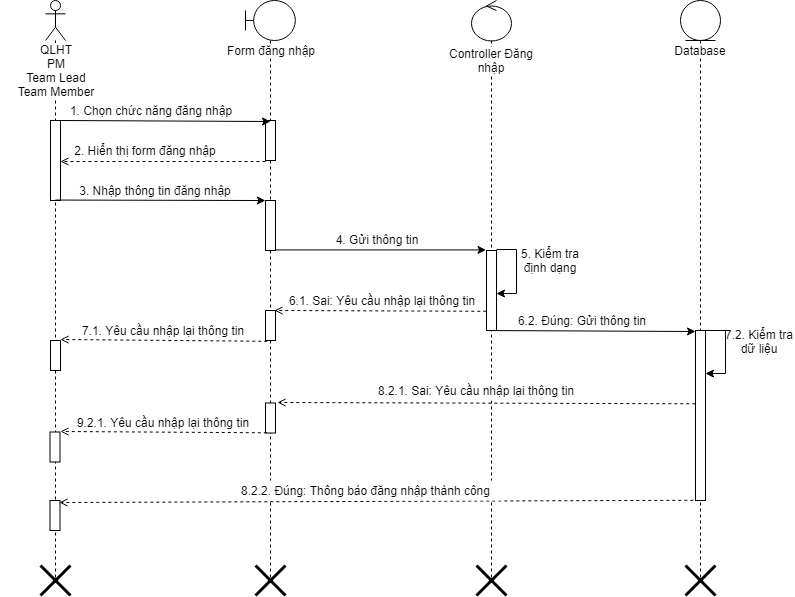 QLHT
PM
Team Lead
Team Member
Form đăng nhập
Controller Đăng
nhập
Database
1. Chọn chức năng đăng nhập
2. Hiển thị form đăng nhập
3. Nhập thông tin đăng nhập
4. Gửi thông tin
5. Kiểm tra
định dạng
6.1. Sai: Yêu cầu nhập lại thông tin
6.2. Đúng: Gửi thông tin
7.1. Yêu cầu nhập lại thông tin
7.2. Kiểm tra
dữ liệu
8.2.1. Sai: Yêu cầu nhập lại thông tin
9.2.1. Yêu cầu nhập lại thông tin
8.2.2. Đúng: Thông báo đăng nhập thành công